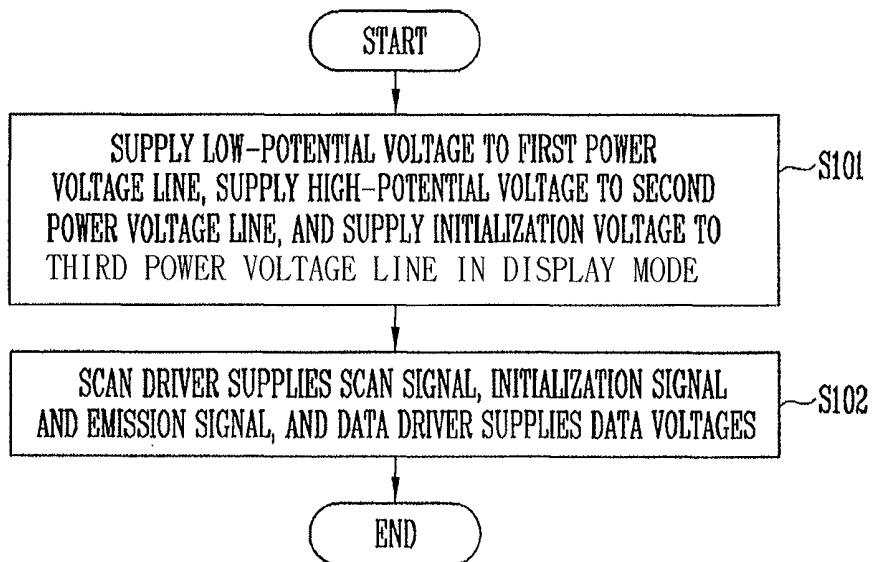 START
SUPPLY LOW-POTENTIAL VOLTAGE TO FIRST POWER
VOLTAGE LINE, SUPPLY HIGH-POTENTIAL VOLTAGE TO SECOND
POWER VOLTAGE LINE, AND SUPPLY INITIALIZATION VOLTAGE TO
THIRD POWER VOLTAGE LINE IN DISPLAY MODE
S101
SCAN DRIVER SUPPLIES SCAN SIGNAL, INITIALIZATION SIGNAL
AND EMISSION SIGNAL, AND DATA DRIVER SUPPLIES DATA VOLTAGES
S102
END